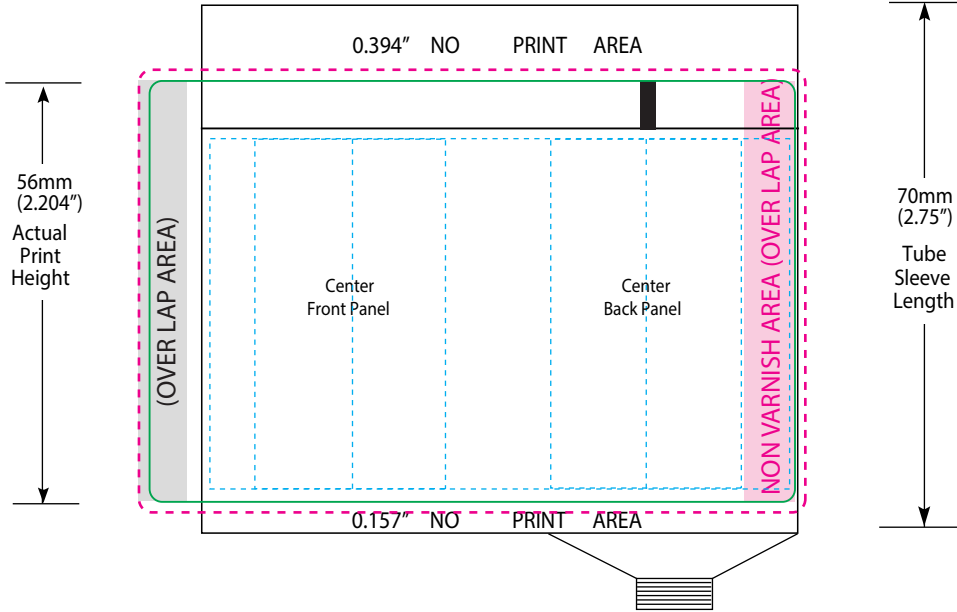 0.394” NO PRINT AREA
56mm
(2.204”)
Actual
Print
Height
(OVER LAP AREA)
Center
Front Panel
Center
Back Panel
NON VARNISH AREA (OVER LAP AREA)
70mm
(2.75”)
Tube
Sleeve
Length
0.157” NO PRINT AREA